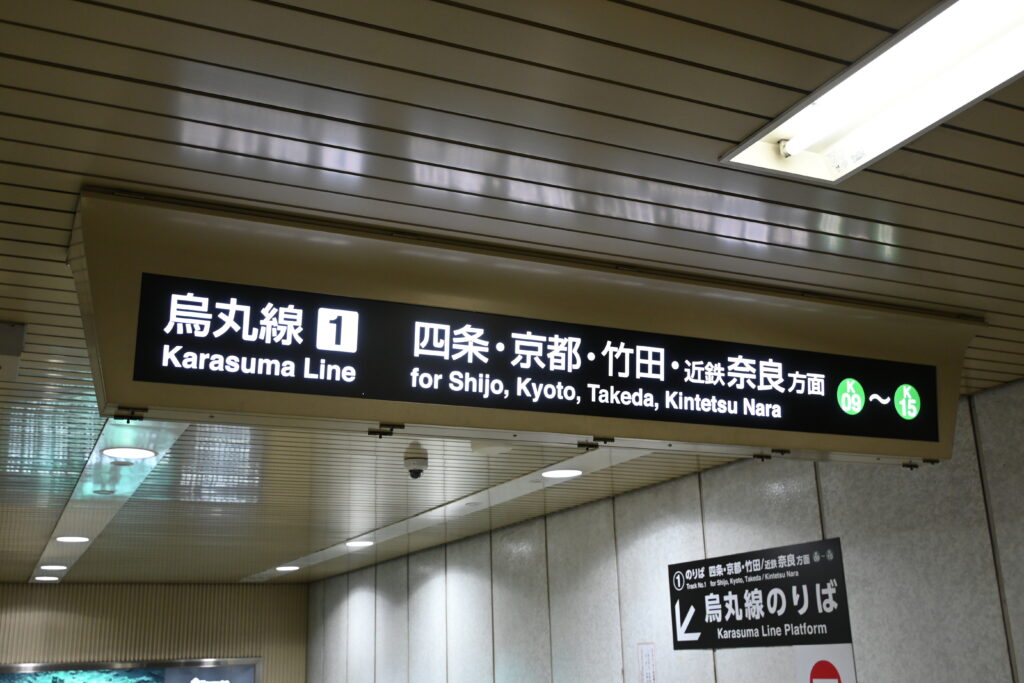 烏丸線 1 四条・京都・竹田・近鉄奈良方面 K09〜K15
Karasuma Line for Shijo, Kyoto, Takeda, Kintetsu Nara
①のりば 四条・京都・竹田/近鉄奈良方面
Track No.1 for Shijo, Kyoto, Takeda / Kintetsu Nara
烏丸線のりば
Karasuma Line Platform